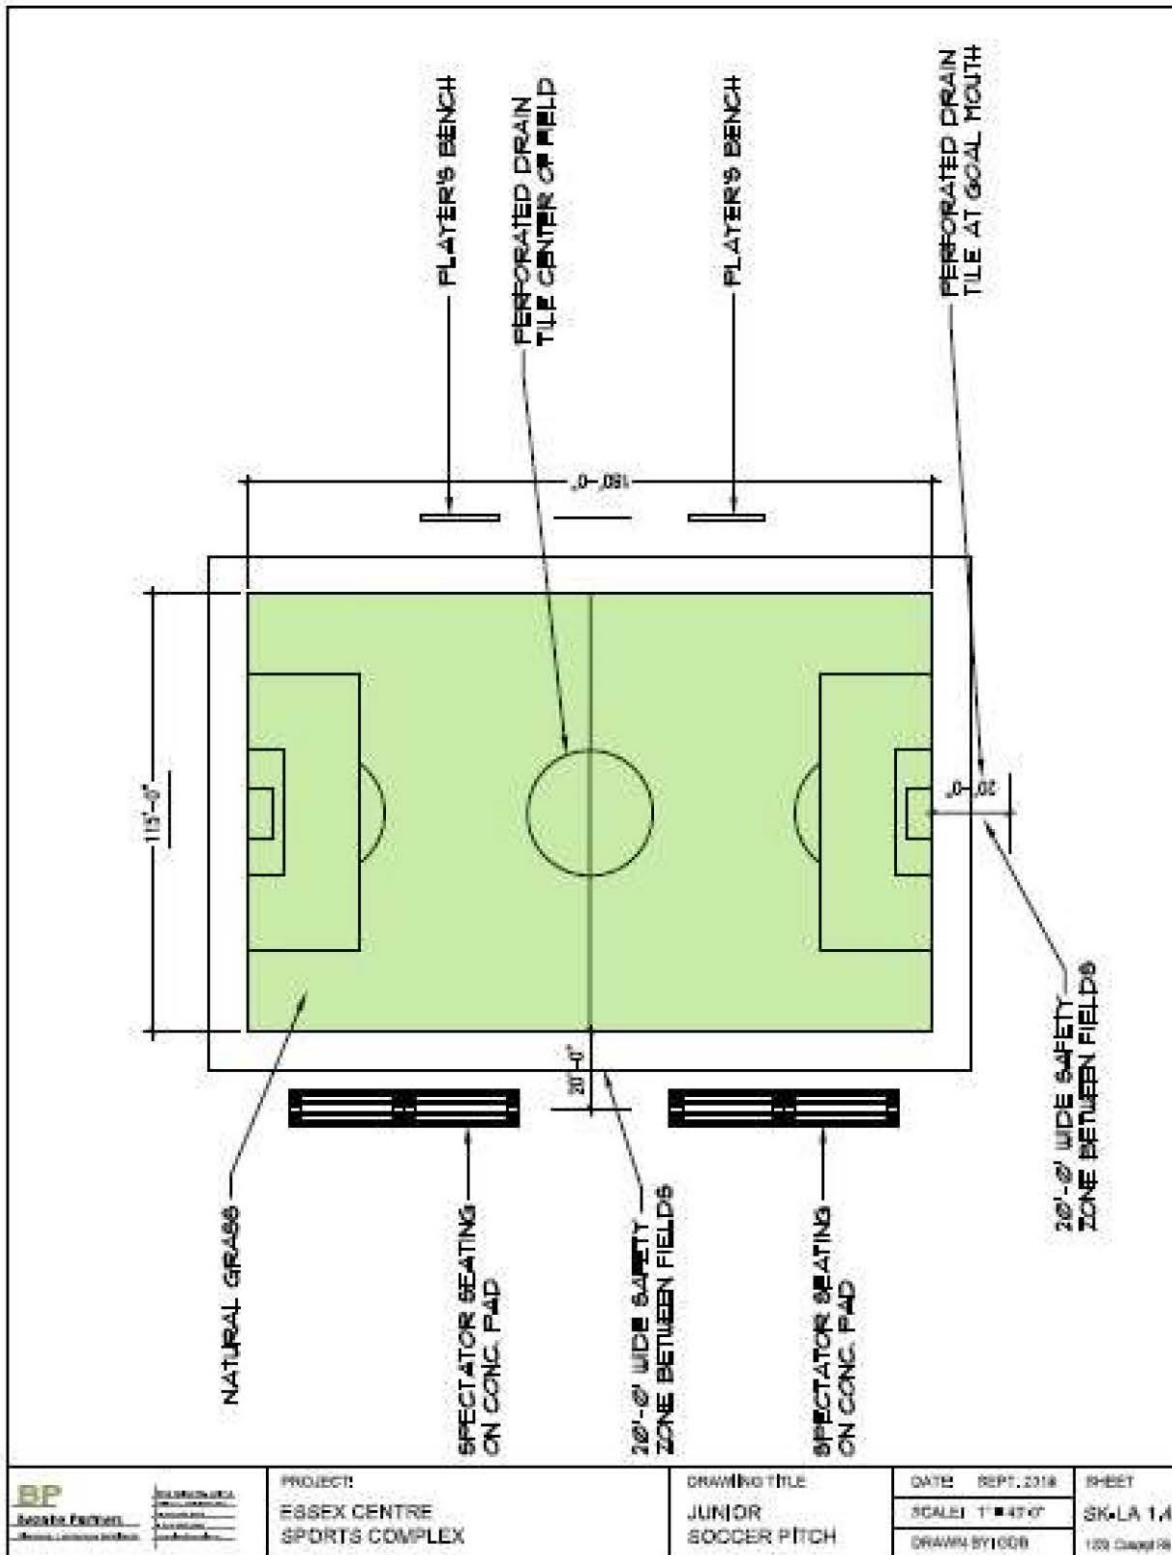 PLAYER'S BENCH
PERFORATED DRAIN
TILE CENTER OF FIELD
PLAYER'S BENCH
PERFORATED DRAIN
TILE AT GOAL MOUTH
180'-0"
115'-0"
20'-0"
20'-0"
NATURAL GRASS
SPECTATOR SEATING
ON CONC. PAD
20'-0" WIDE SAFETY
ZONE BETWEEN FIELDS
SPECTATOR SEATING
ON CONC. PAD
20'-0" WIDE SAFETY
ZONE BETWEEN FIELDS
BP
PROJECT:
ESSEX CENTRE
SPORTS COMPLEX
DRAWING TITLE
JUNIOR
SOCCER PITCH
DATE: SEPT. 2018
SCALE:
DRAWN BY:
SHEET
SK-LA 1.4